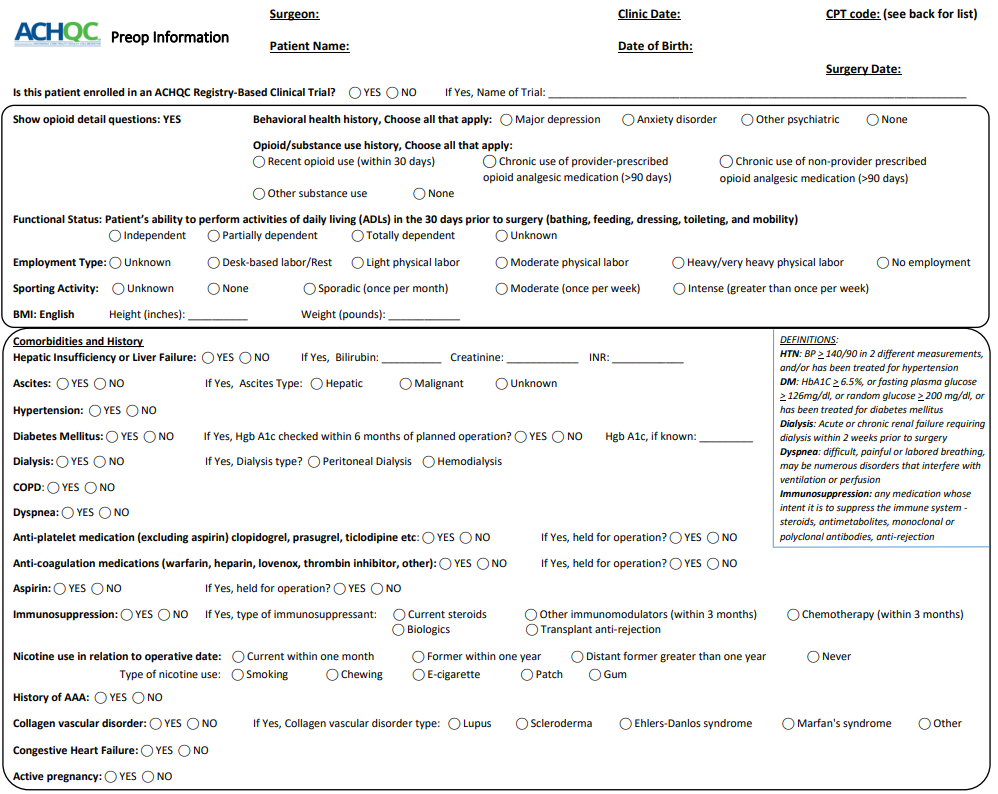 Surgeon: Clinic Date: CPT code: (see back for list)
ACHQC Preop Information
Patient Name: Date of Birth:
Surgery Date:
Is this patient enrolled in an ACHQC Registry-Based Clinical Trial? YES NO If Yes, Name of Trial: ____________
Show opioid detail questions: YES Behavioral health history, Choose all that apply: Major depression Anxiety disorder Other psychiatric None
Opioid/substance use history, Choose all that apply:
Recent opioid use (within 30 days) Chronic use of provider-prescribed Chronic use of non-provider prescribed
opioid analgesic medication (>90 days) opioid analgesic medication (>90 days)
Other substance use None
Functional Status: Patient's ability to perform activities of daily living (ADLs) in the 30 days prior to surgery (bathing, feeding, dressing, toileting, and mobility)
Independent Partially dependent Totally dependent Unknown
Employment Type: Unknown Desk-based labor/Rest Light physical labor Moderate physical labor Heavy/very heavy physical labor No employment
Sporting Activity: Unknown None Sporadic (once per month) Moderate (once per week) Intense (greater than once per week)
BMI: English Height (inches): __________ Weight (pounds): ____________
Comorbidities and History
Hepatic Insufficiency or Liver Failure: YES NO If Yes, Bilirubin: __________ Creatinine: ____________ INR: ____________
Ascites: YES NO If Yes, Ascites Type: Hepatic Malignant Unknown
Hypertension: YES NO
Diabetes Mellitus: YES NO If Yes, Hgb A1c checked within 6 months of planned operation? YES NO Hgb A1c, if known: _________
Dialysis: YES NO If Yes, Dialysis type? Peritoneal Dialysis Hemodialysis
COPD: YES NO
Dyspnea: YES NO
DEFINITIONS:
HTN: BP ≥ 140/90 in 2 different measurements,
and/or has been treated for hypertension
DM: HbA1C ≥ 6.5%, or fasting plasma glucose
≥ 126mg/dl, or random glucose ≥ 200 mg/dl, or
has been treated for diabetes mellitus
Dialysis: Acute or chronic renal failure requiring
dialysis within 2 weeks prior to surgery
Dyspnea: difficult, painful or labored breathing,
may be numerous disorders that interfere with
ventilation or perfusion
Immunosuppression: any medication whose
intent it is to suppress the immune system -
steroids, antimetabolites, monoclonal or
polyclonal antibodies, anti-rejection
Anti-platelet medication (excluding aspirin) clopidogrel, prasugrel, ticlodipine etc: YES NO If Yes, held for operation? YES NO
Anti-coagulation medications (warfarin, heparin, lovenox, thrombin inhibitor, other): YES NO If Yes, held for operation? YES NO
Aspirin: YES NO If Yes, held for operation? YES NO
Immunosuppression: YES NO If Yes, type of immunosuppressant: Current steroids Other immunomodulators (within 3 months) Chemotherapy (within 3 months)
Biologics Transplant anti-rejection
Nicotine use in relation to operative date: Current within one month Former within one year Distant former greater than one year Never
Type of nicotine use: Smoking Chewing E-cigarette Patch Gum
History of AAA: YES NO
Collagen vascular disorder: YES NO If Yes, Collagen vascular disorder type: Lupus Scleroderma Ehlers-Danlos syndrome Marfan's syndrome Other
Congestive Heart Failure: YES NO
Active pregnancy: YES NO